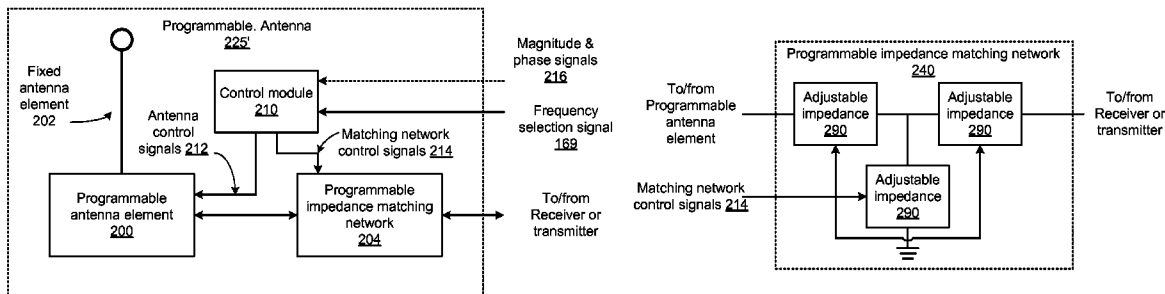 Programmable. Antenna
225'
Fixed
antenna
element
202
Control module
210
Magnitude &
phase signals
216
Frequency
selection signal
169
Antenna
control
signals 212
Matching network
control signals 214
Programmable
antenna element
200
Programmable
impedance matching
network
204
To/from
Receiver or
transmitter
Programmable impedance matching network
240
To/from
Programmable
antenna
element
Adjustable
impedance
290
Adjustable
impedance
290
To/from
Receiver or
transmitter
Matching network
control signals 214
Adjustable
impedance
290